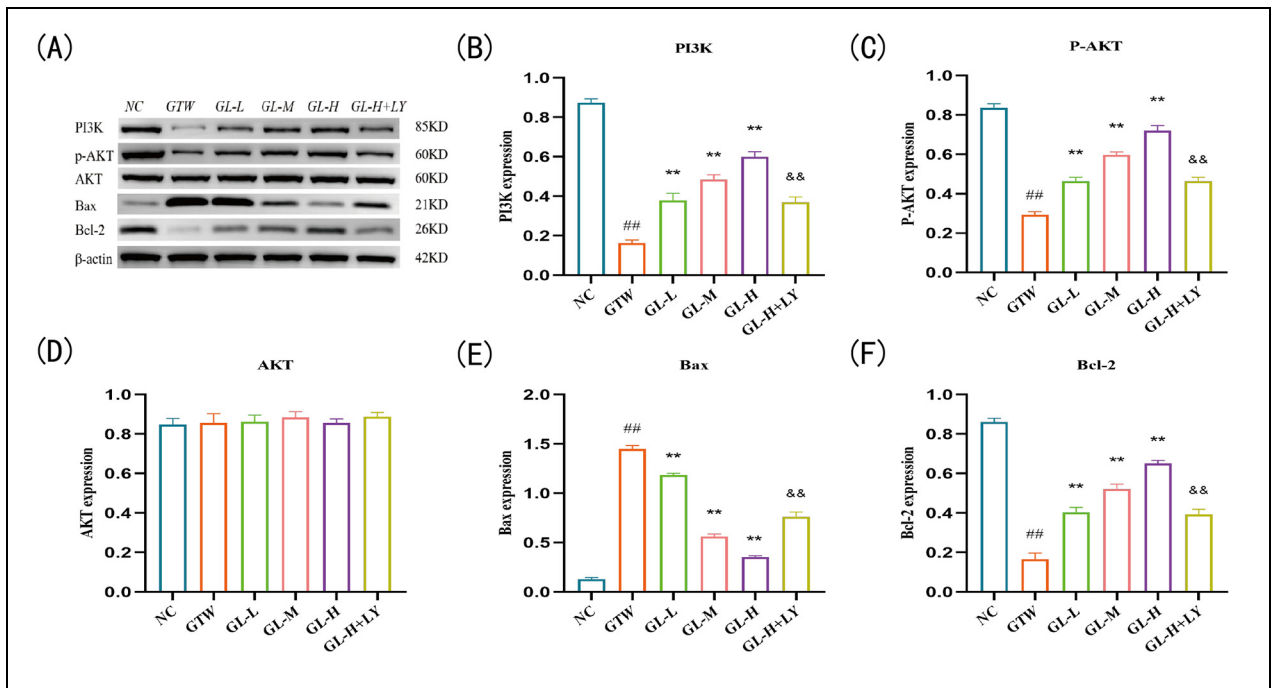 (A)
NC GTW GL-L GL-M GL-H GL-H+LY
PI3K 85KD
p-AKT 60KD
AKT 60KD
Bax 21KD
Bcl-2 26KD
β-actin 42KD
(B)
PI3K
PI3K expression
1.0
0.8
0.6
0.4
0.2
0.0
##
**
**
**
&&
NC GTW GL-L GL-M GL-H GL-H+LY
(C)
P-AKT
P-AKT expression
1.0
0.8
0.6
0.4
0.2
0.0
##
**
**
**
&&
NC GTW GL-L GL-M GL-H GL-H+LY
(D)
AKT
AKT expression
1.0
0.8
0.6
0.4
0.2
0.0
NC GTW GL-L GL-M GL-H GL-H+LY
(E)
Bax
Bax expression
2.0
1.5
1.0
0.5
0.0
##
**
**
**
&&
NC GTW GL-L GL-M GL-H GL-H+LY
(F)
Bcl-2
Bcl-2 expression
1.0
0.8
0.6
0.4
0.2
0.0
##
**
**
**
&&
NC GTW GL-L GL-M GL-H GL-H+LY